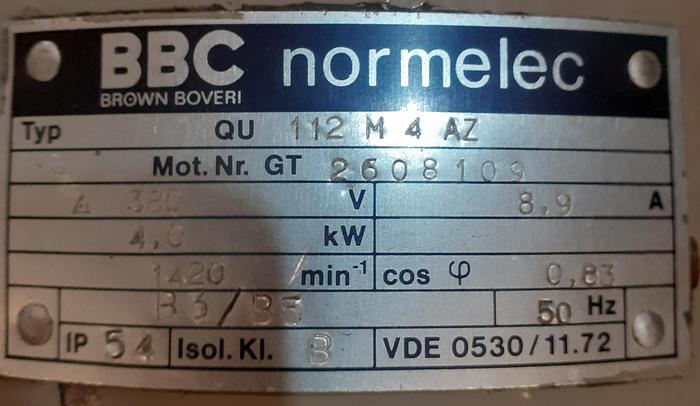 BBC normelec
BROWN BOVERI
Typ QU 112 M 4 AZ
Mot. Nr. GT 2608109
△ 380 V 8,9 A
4,0 kW
1420 /min⁻¹ cos φ 0,83
B3/B5 50 Hz
IP 54 Isol. Kl. B VDE 0530/11.72